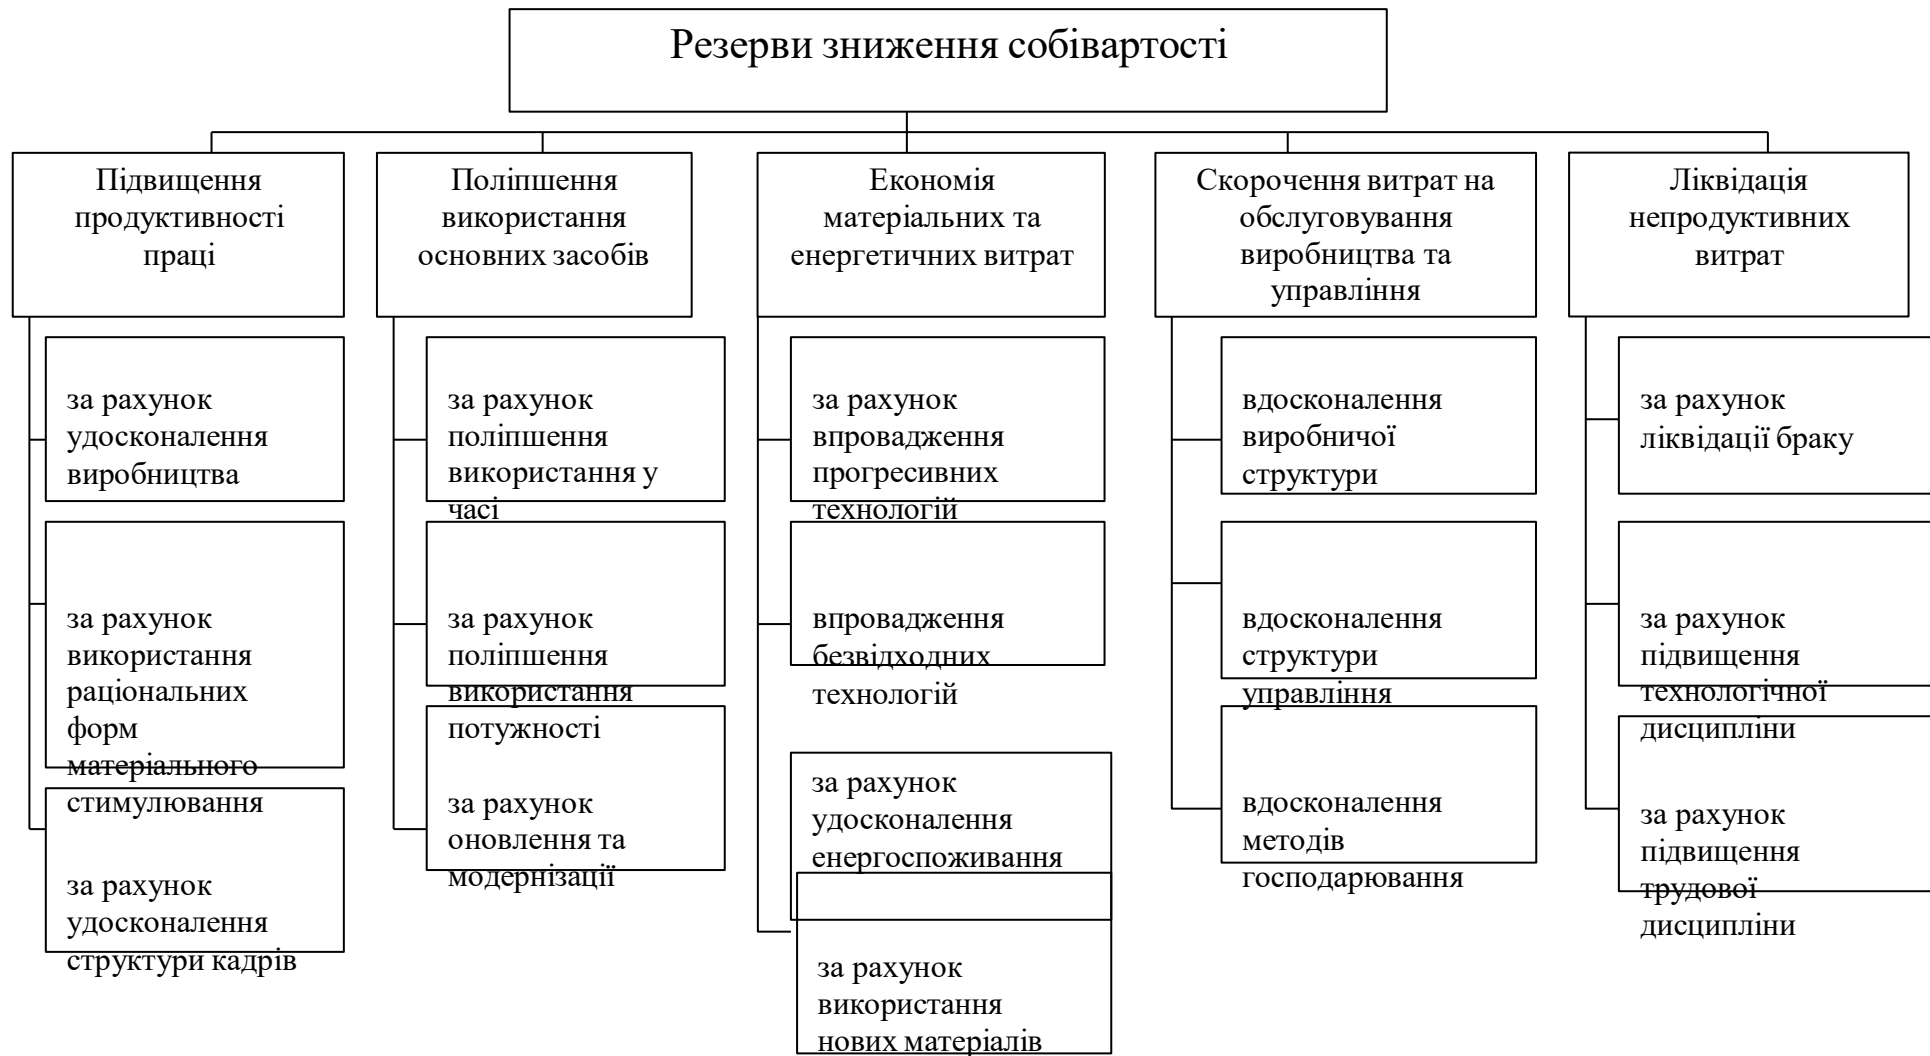 Резерви зниження собівартості
Підвищення
продуктивності
праці
Поліпшення
використання
основних засобів
Економія
матеріальних та
енергетичних витрат
Скорочення витрат на
обслуговування
виробництва та
управління
Ліквідація
непродуктивних
витрат
за рахунок
удосконалення
виробництва
за рахунок
використання
раціональних
форм
матеріального
стимулювання
за рахунок
удосконалення
структури кадрів
за рахунок
поліпшення
використання у
часі
за рахунок
поліпшення
використання
потужності
за рахунок
оновлення та
модернізації
за рахунок
впровадження
прогресивних
технологій
впровадження
безвідходних
технологій
за рахунок
удосконалення
енергоспоживання
за рахунок
використання
нових матеріалів
вдосконалення
виробничої
структури
вдосконалення
структури
управління
вдосконалення
методів
господарювання
за рахунок
ліквідації браку
за рахунок
підвищення
технологічної
дисципліни
за рахунок
підвищення
трудової
дисципліни